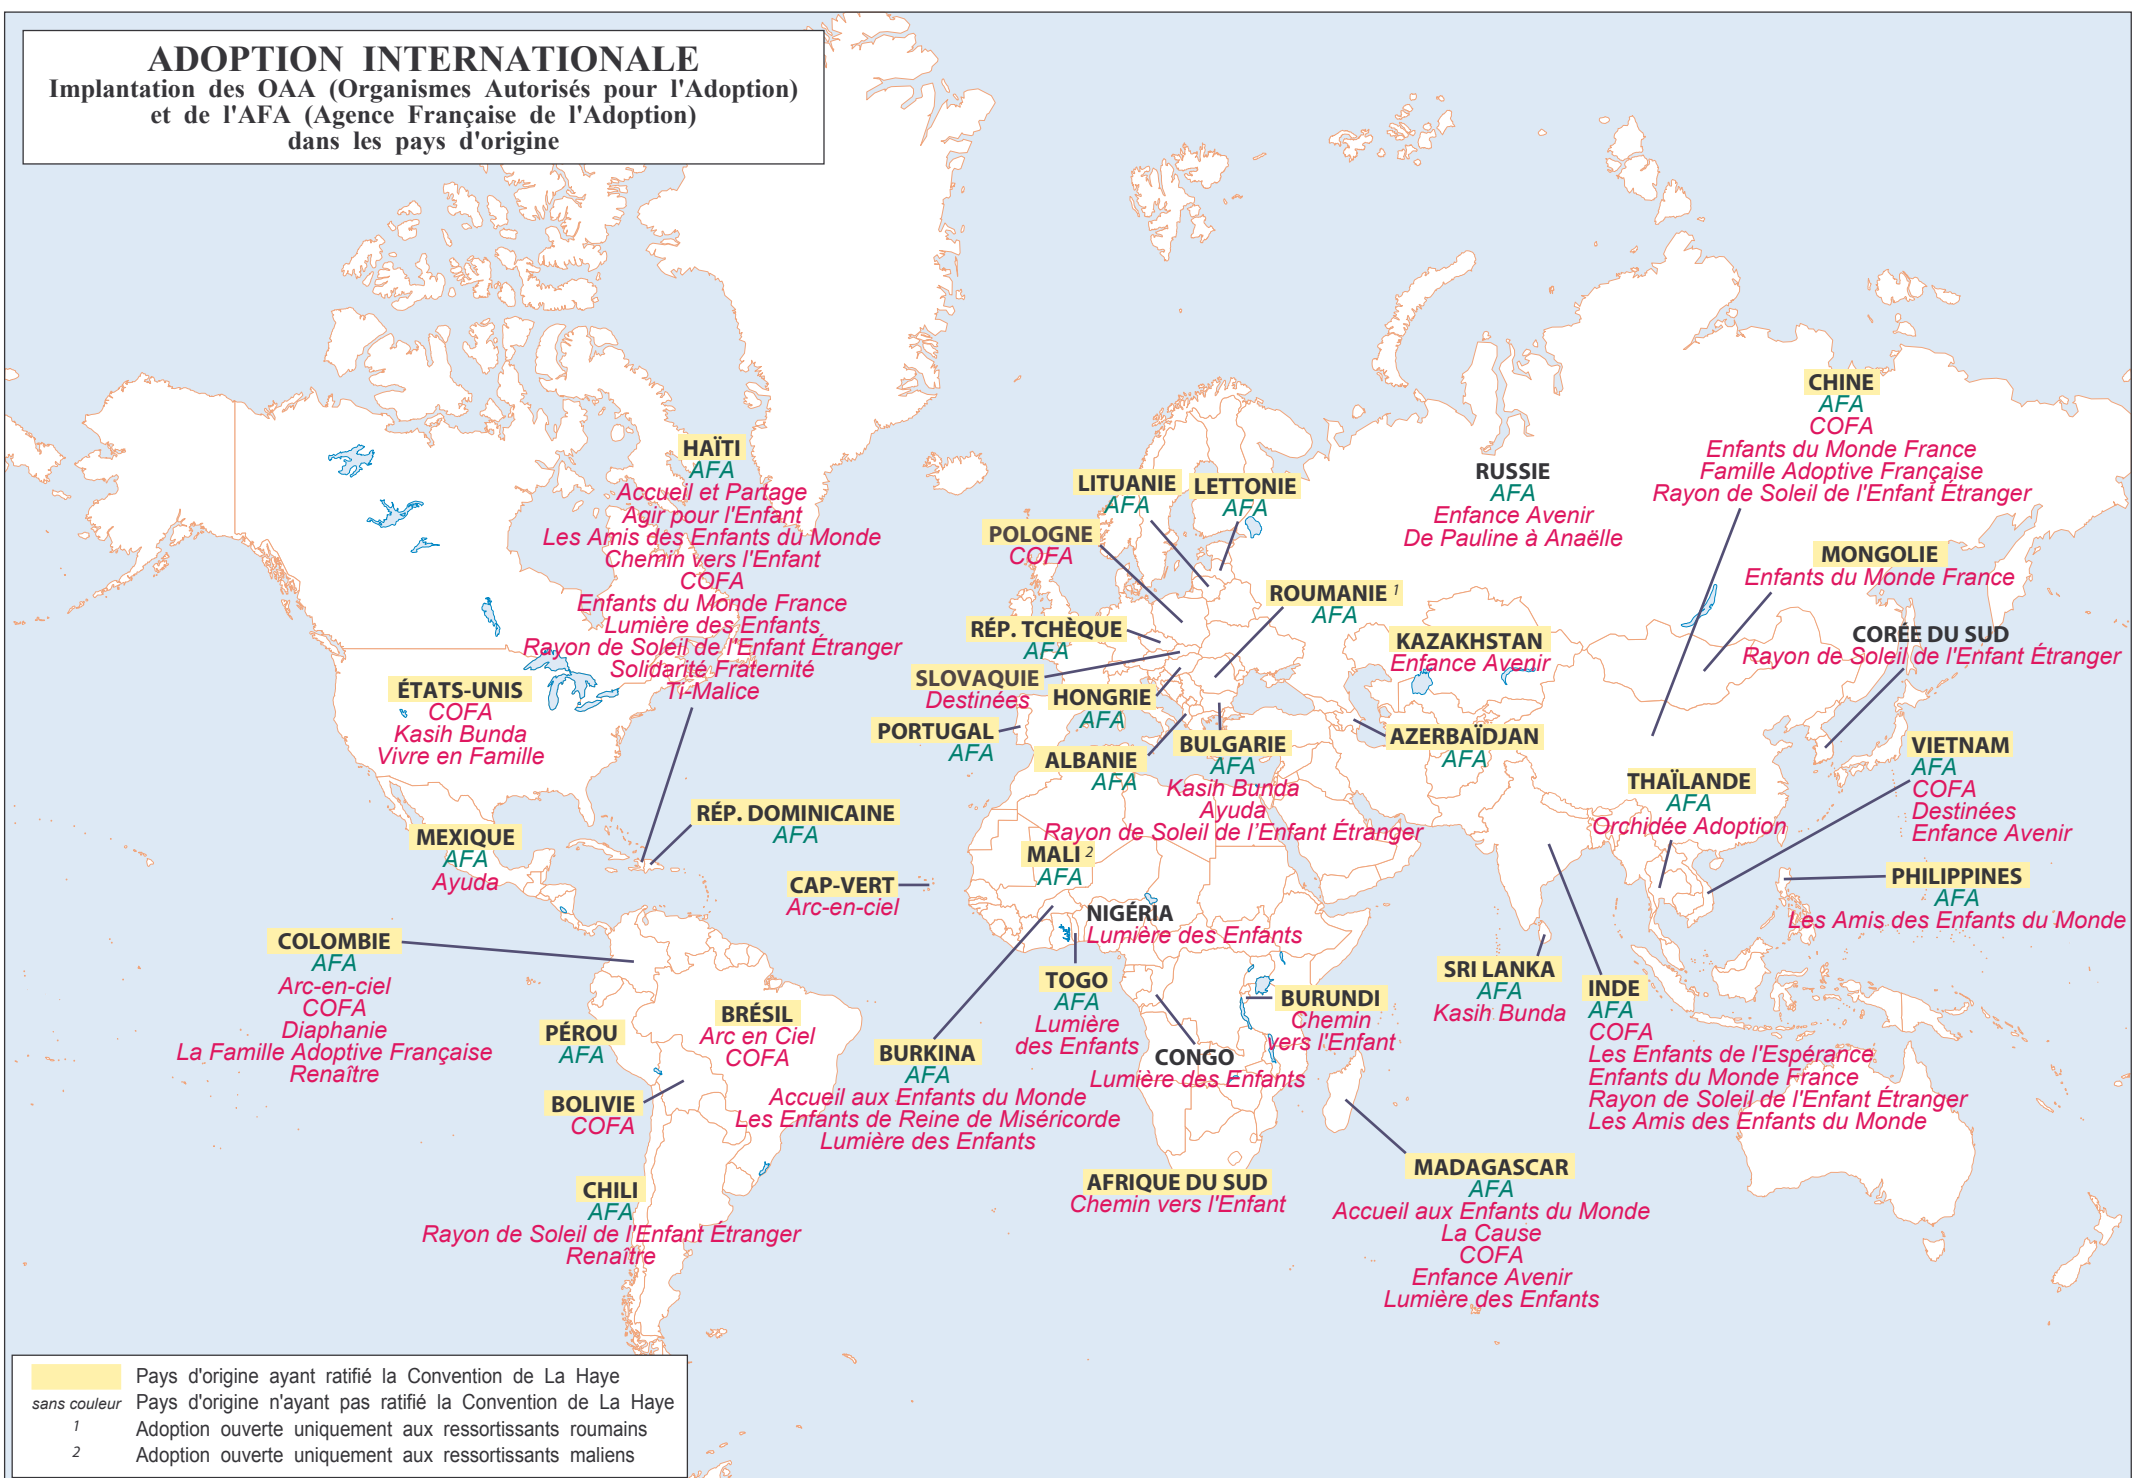 ADOPTION INTERNATIONALE
Implantation des OAA (Organismes Autorisés pour l'Adoption)
et de l'AFA (Agence Française de l'Adoption)
dans les pays d'origine
HAÏTI
AFA
Accueil et Partage
Agir pour l'Enfant
Les Amis des Enfants du Monde
Chemin vers l'Enfant
COFA
Enfants du Monde France
Lumière des Enfants
Rayon de Soleil de l'Enfant Étranger
Solidarité Fraternité
Ti-Malice
ÉTATS-UNIS
COFA
Kasih Bunda
Vivre en Famille
MEXIQUE
AFA
Ayuda
RÉP. DOMINICAINE
AFA
CAP-VERT
Arc-en-ciel
COLOMBIE
AFA
Arc-en-ciel
COFA
Diaphanie
La Famille Adoptive Française
Renaître
PÉROU
AFA
BRÉSIL
Arc en Ciel
COFA
BOLIVIE
COFA
CHILI
AFA
Rayon de Soleil de l'Enfant Étranger
Renaître
LITUANIE
AFA
LETTONIE
AFA
POLOGNE
COFA
ROUMANIE 1
AFA
RÉP. TCHÈQUE
AFA
SLOVAQUIE
Destinées
HONGRIE
AFA
PORTUGAL
AFA
ALBANIE
AFA
BULGARIE
AFA
Kasih Bunda
Ayuda
Rayon de Soleil de l'Enfant Étranger
MALI 2
AFA
NIGÉRIA
Lumière des Enfants
TOGO
AFA
Lumière
des Enfants
BURUNDI
Chemin
vers l'Enfant
CONGO
Lumière des Enfants
BURKINA
AFA
Accueil aux Enfants du Monde
Les Enfants de Reine de Miséricorde
Lumière des Enfants
AFRIQUE DU SUD
Chemin vers l'Enfant
MADAGASCAR
AFA
Accueil aux Enfants du Monde
La Cause
COFA
Enfance Avenir
Lumière des Enfants
RUSSIE
AFA
Enfance Avenir
De Pauline à Anaëlle
CHINE
AFA
COFA
Enfants du Monde France
Famille Adoptive Française
Rayon de Soleil de l'Enfant Étranger
MONGOLIE
Enfants du Monde France
CORÉE DU SUD
Rayon de Soleil de l'Enfant Étranger
KAZAKHSTAN
Enfance Avenir
AZERBAÏDJAN
AFA
VIETNAM
AFA
COFA
Destinées
Enfance Avenir
THAÏLANDE
AFA
Orchidée Adoption
PHILIPPINES
AFA
Les Amis des Enfants du Monde
SRI LANKA
AFA
Kasih Bunda
INDE
AFA
COFA
Les Enfants de l'Espérance
Enfants du Monde France
Rayon de Soleil de l'Enfant Étranger
Les Amis des Enfants du Monde
Pays d'origine ayant ratifié la Convention de La Haye
sans couleur Pays d'origine n'ayant pas ratifié la Convention de La Haye
1 Adoption ouverte uniquement aux ressortissants roumains
2 Adoption ouverte uniquement aux ressortissants maliens